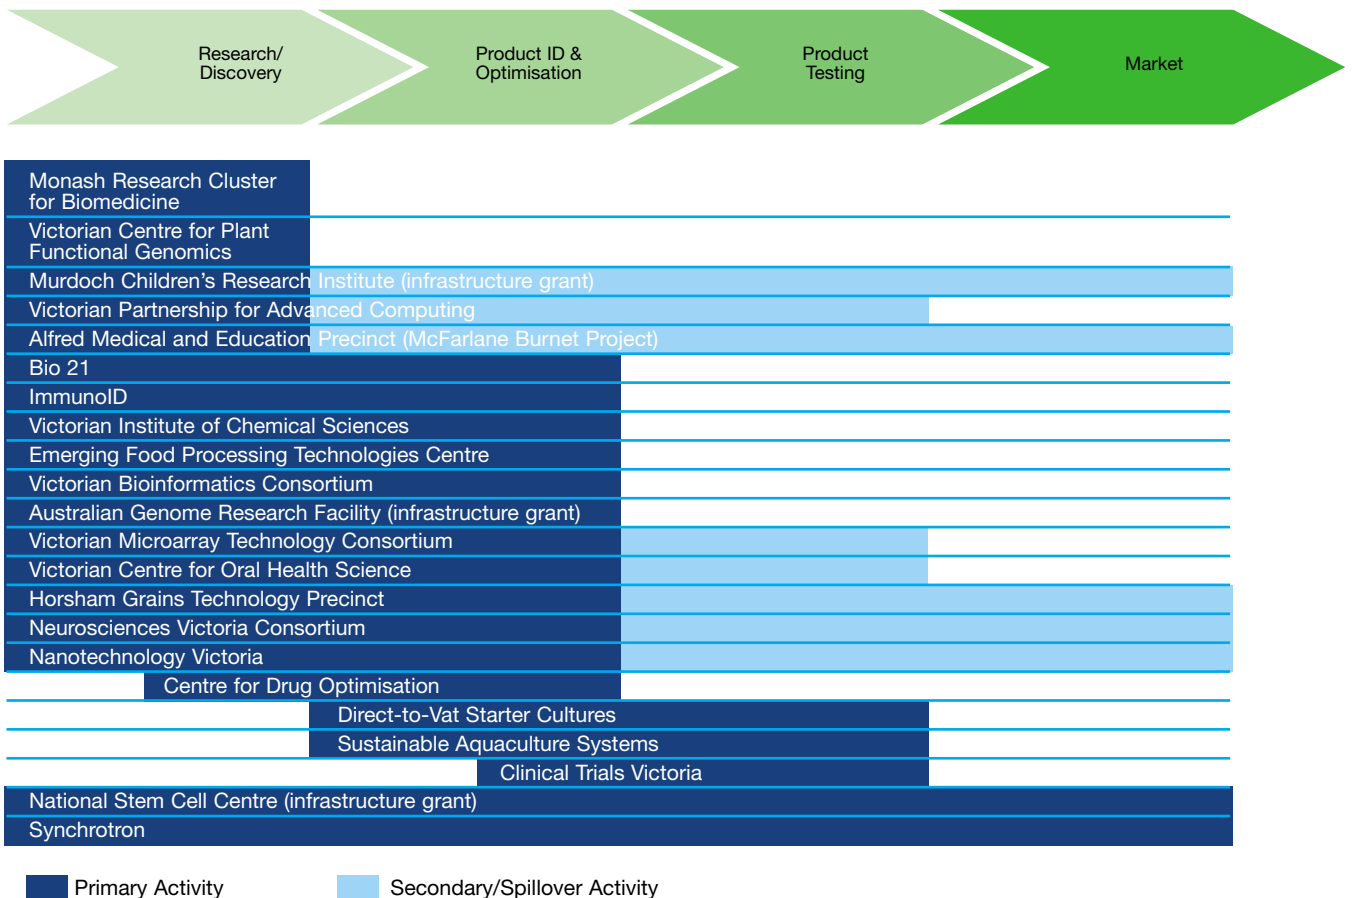 Research/
Discovery
Product ID &
Optimisation
Product
Testing
Market
Monash Research Cluster
for Biomedicine
Victorian Centre for Plant
Functional Genomics
Murdoch Children’s Research Institute (infrastructure grant)
Victorian Partnership for Advanced Computing
Alfred Medical and Education Precinct (McFarlane Burnet Project)
Bio 21
ImmunoID
Victorian Institute of Chemical Sciences
Emerging Food Processing Technologies Centre
Victorian Bioinformatics Consortium
Australian Genome Research Facility (infrastructure grant)
Victorian Microarray Technology Consortium
Victorian Centre for Oral Health Science
Horsham Grains Technology Precinct
Neurosciences Victoria Consortium
Nanotechnology Victoria
Centre for Drug Optimisation
Direct-to-Vat Starter Cultures
Sustainable Aquaculture Systems
Clinical Trials Victoria
National Stem Cell Centre (infrastructure grant)
Synchrotron
Primary Activity
Secondary/Spillover Activity